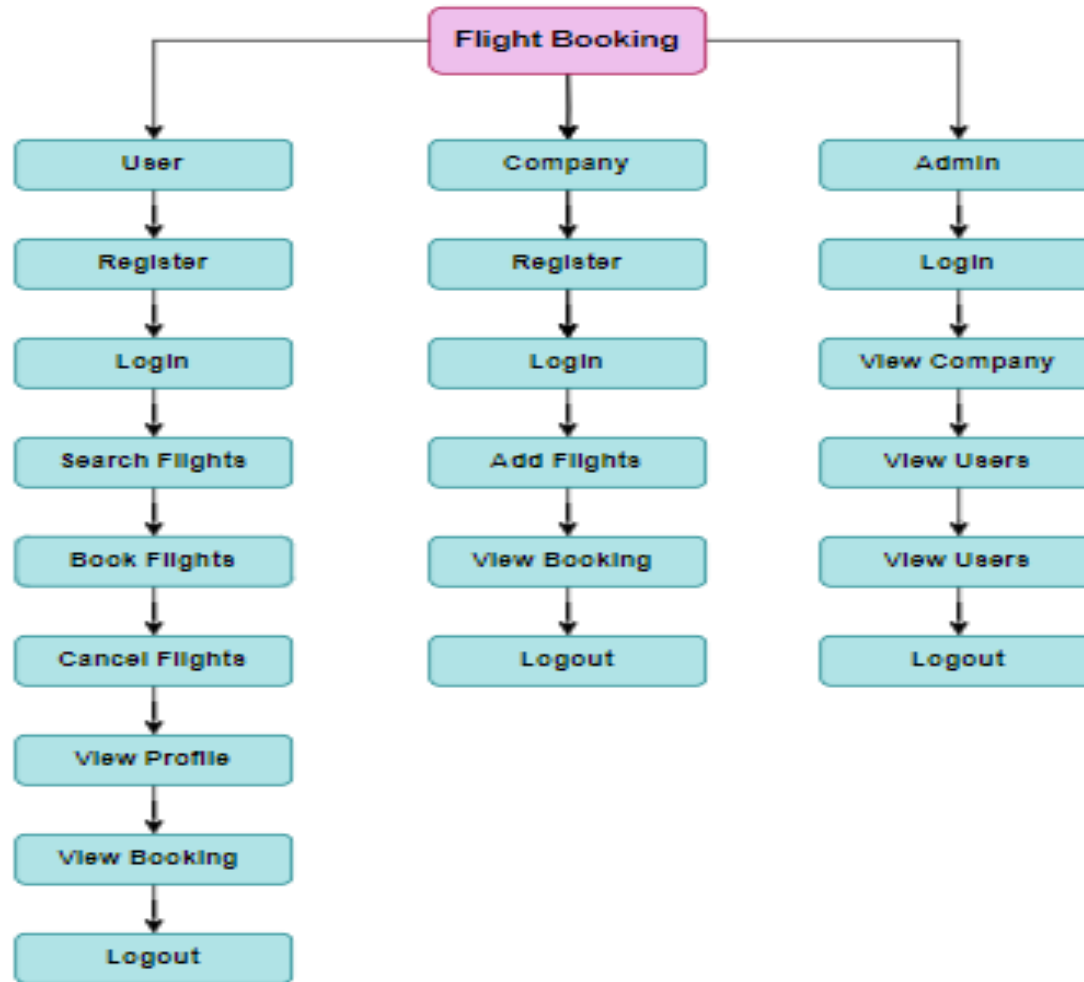 Flight Booking
User
Register
Login
Search Flights
Book Flights
Cancel Flights
View Profile
View Booking
Logout
Company
Register
Login
Add Flights
View Booking
Logout
Admin
Login
View Company
View Users
View Users
Logout